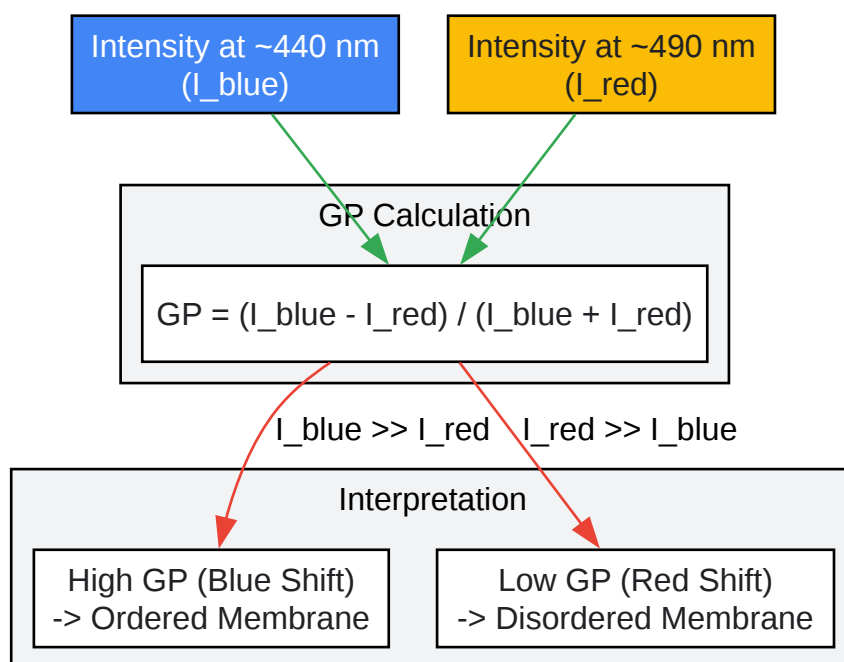 Intensity at ~440 nm
(I_blue)
Intensity at ~490 nm
(I_red)
GP Calculation
GP = (I_blue - I_red) / (I_blue + I_red)
I_blue >> I_red
I_red >> I_blue
Interpretation
High GP (Blue Shift)
-> Ordered Membrane
Low GP (Red Shift)
-> Disordered Membrane